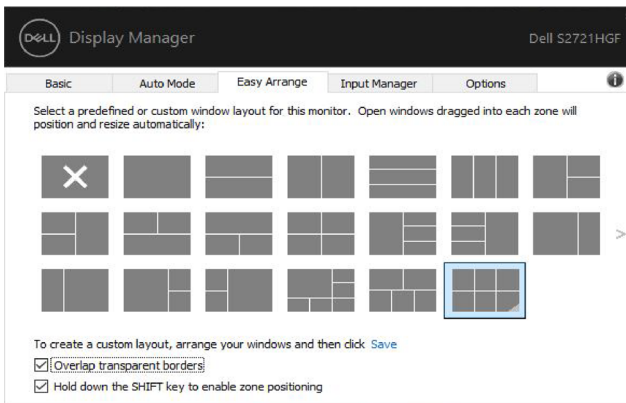 DELL Display Manager Dell S2721HGF
Basic Auto Mode Easy Arrange Input Manager Options
Select a predefined or custom window layout for this monitor. Open windows dragged into each zone will
position and resize automatically:
To create a custom layout, arrange your windows and then click Save
Overlap transparent borders
Hold down the SHIFT key to enable zone positioning